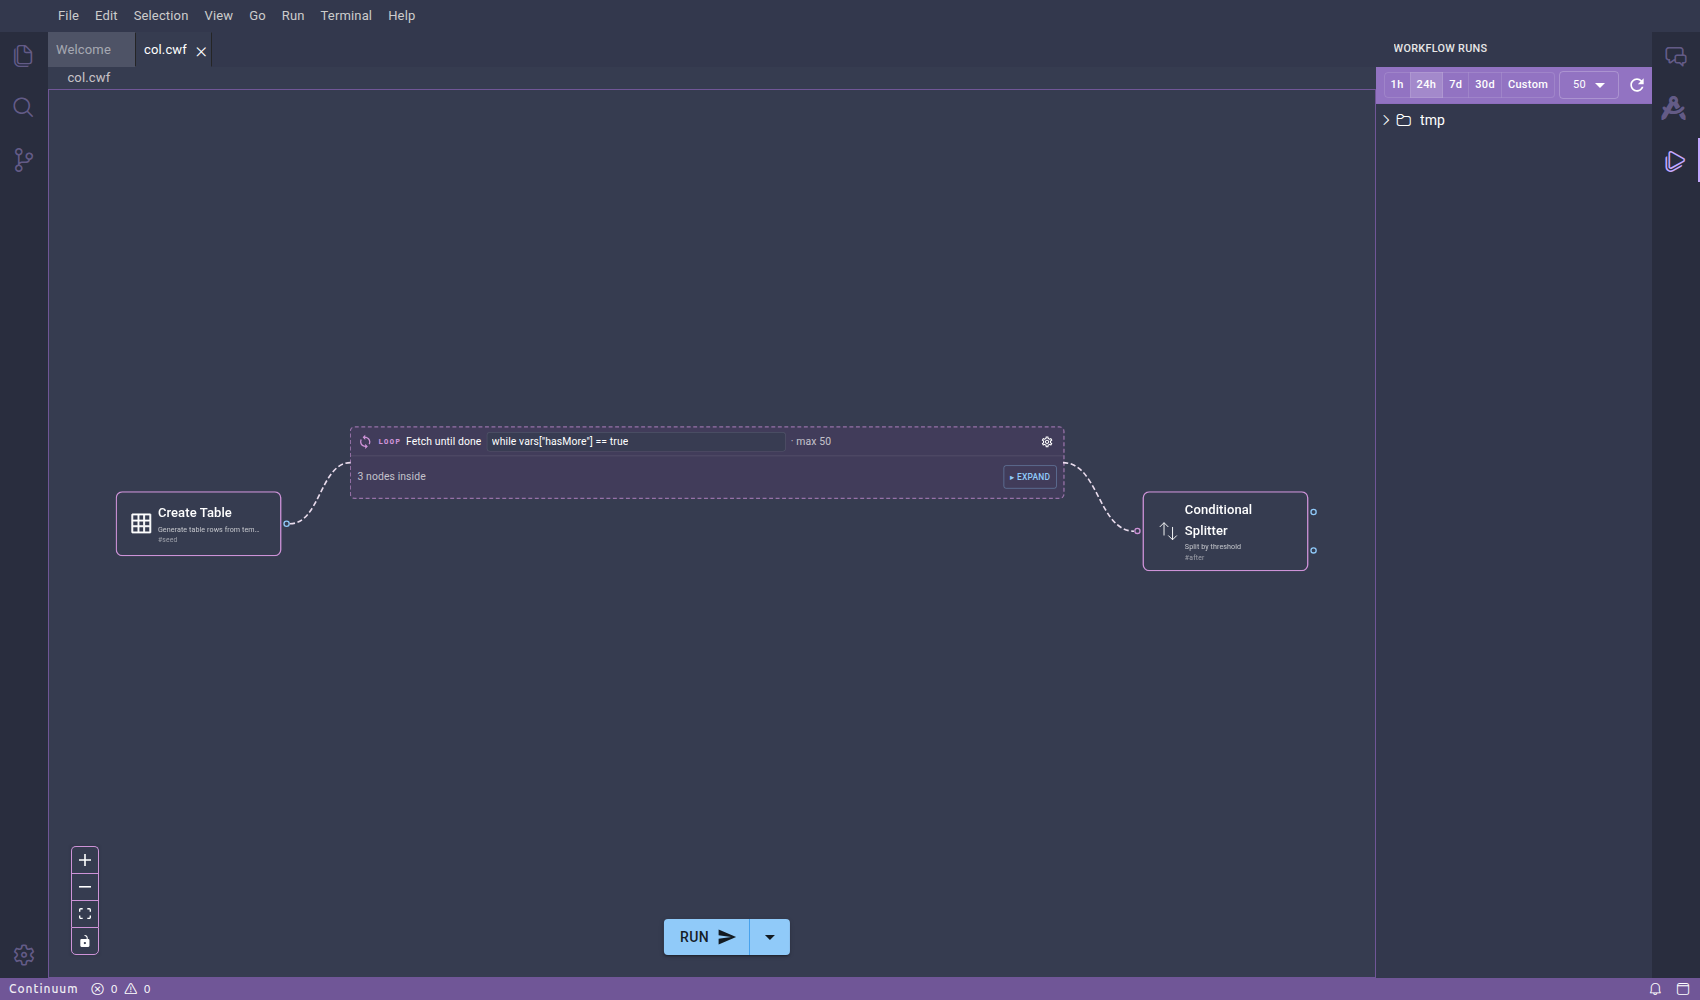 File Edit Selection View Go Run Terminal Help
Welcome col.cwf
col.cwf
WORKFLOW RUNS
1h 24h 7d 30d Custom 50
tmp
LOOP Fetch until done while vars["hasMore"] == true · max 50
3 nodes inside
▸ EXPAND
Create Table
Generate table rows from tem...
#seed
Conditional
Splitter
Split by threshold
#after
RUN
Continuum 0 0